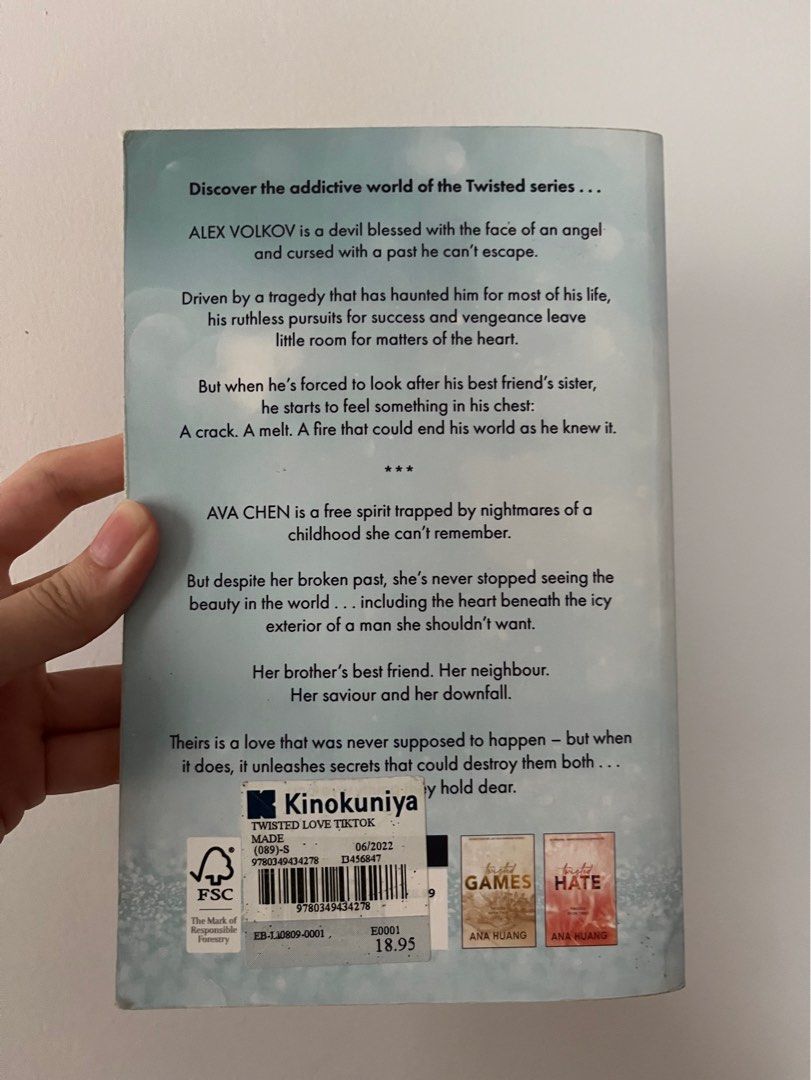 Discover the addictive world of the Twisted series . . .
ALEX VOLKOV is a devil blessed with the face of an angel
and cursed with a past he can't escape.
Driven by a tragedy that has haunted him for most of his life,
his ruthless pursuits for success and vengeance leave
little room for matters of the heart.
But when he's forced to look after his best friend's sister,
he starts to feel something in his chest:
A crack. A melt. A fire that could end his world as he knew it.
***
AVA CHEN is a free spirit trapped by nightmares of a
childhood she can't remember.
But despite her broken past, she's never stopped seeing the
beauty in the world . . . including the heart beneath the icy
exterior of a man she shouldn't want.
Her brother's best friend. Her neighbour.
Her saviour and her downfall.
Theirs is a love that was never supposed to happen – but when
it does, it unleashes secrets that could destroy them both . . .
hold dear.
Kinokuniya
TWISTED LOVE TIKTOK
MADE
(089)-S 06/2022
9780349434278 I3456847
9780349434278
EB-Li0809-0001 E0001
18.95
FSC
The Mark of
Responsible
Forestry
twisted
GAMES
ANA HUANG
twisted
HATE
ANA HUANG